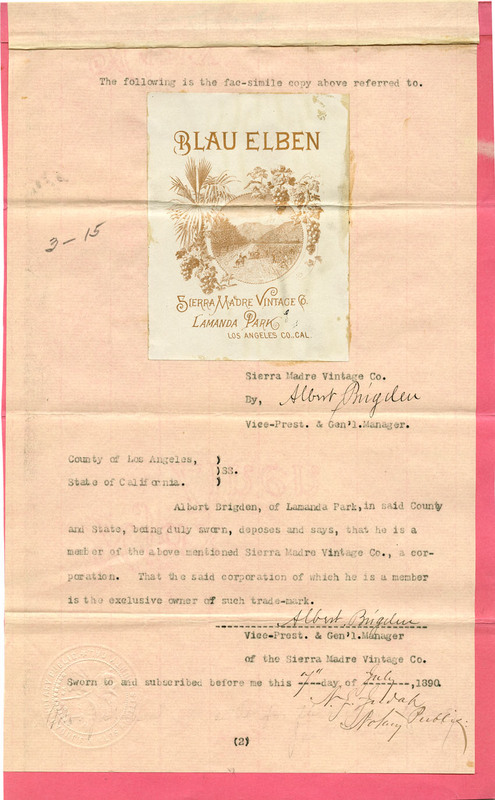 The following is the fac-simile copy above referred to.
BLAU ELBEN
3-15
SIERRA MADRE VINTAGE CO.
LAMANDA PARK
LOS ANGELES CO., CAL.
Sierra Madre Vintage Co.
By, Albert Brigden
Vice-Prest. & Gen'l.Manager.
County of Los Angeles, )
)SS.
State of California. )
Albert Brigden, of Lamanda Park, in said County
and State, being duly sworn, deposes and says, that he is a
member of the above mentioned Sierra Madre Vintage Co., a cor-
poration. That the said corporation of which he is a member
is the exclusive owner of such trade-mark.
Albert Brigden
Vice-Prest. & Gen'l.Manager
of the Sierra Madre Vintage Co.
Sworn to and subscribed before me this 7" day, of July, 1890.
Notary Public.
(2)